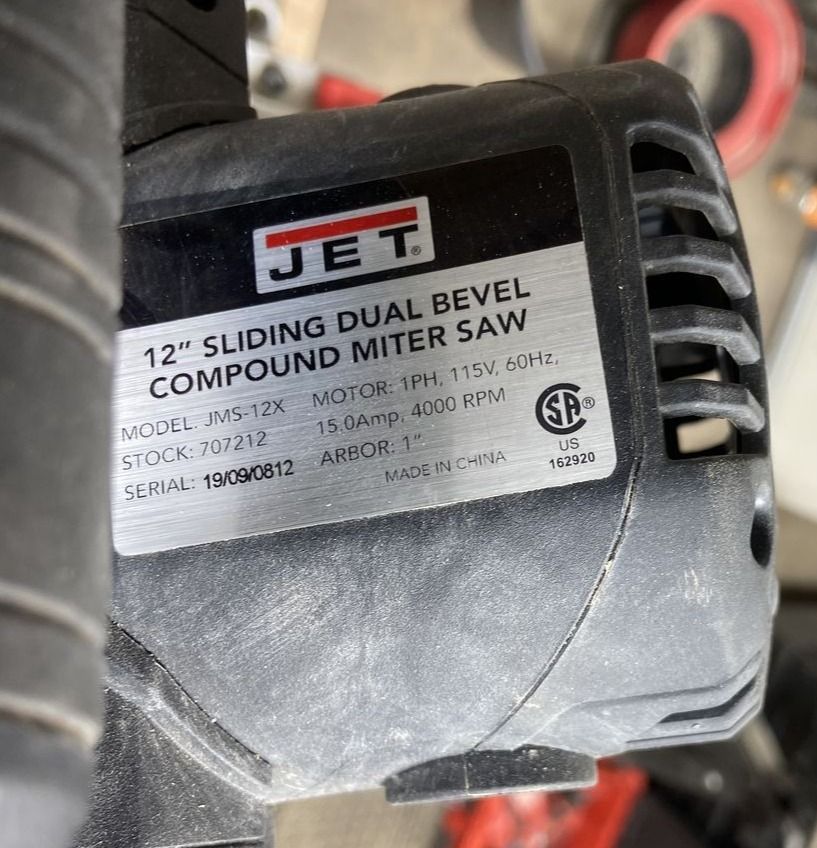 JET®
12" SLIDING DUAL BEVEL
COMPOUND MITER SAW
MODEL. JMS-12X
STOCK: 707212
SERIAL: 19/09/0812
MOTOR: 1PH, 115V, 60Hz,
15.0Amp, 4000 RPM
ARBOR: 1"
MADE IN CHINA
SA®
US
162920